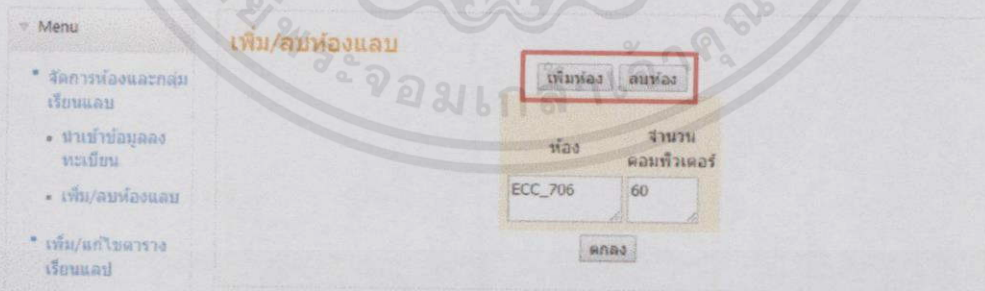 Menu
จัดการห้องและกลุ่ม
เรียนแลบ
นำเข้าข้อมูลลง
ทะเบียน
เพิ่ม/ลบห้องแลบ
เพิ่ม/แก้ไขตาราง
เรียนแลป
เพิ่ม/ลบห้องแลบ
เพิ่มห้อง ลบห้อง
ห้อง จำนวน
คอมพิวเตอร์
ECC_706 60
ตกลง